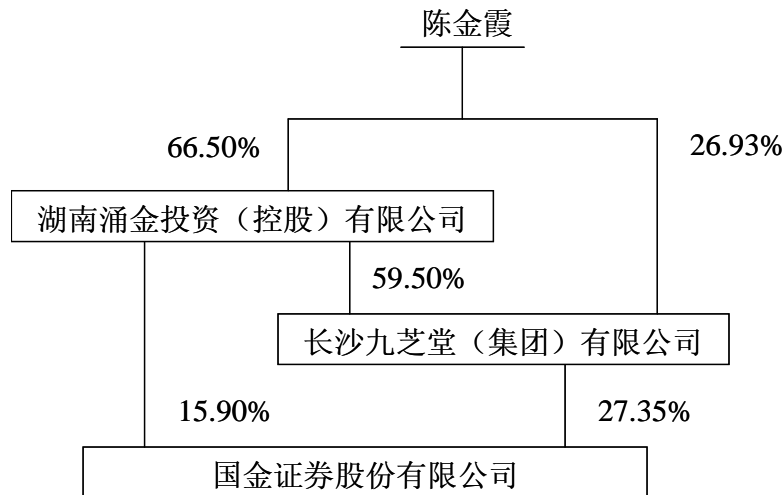 陈金霞
66.50%
26.93%
湖南涌金投资（控股）有限公司
59.50%
长沙九芝堂（集团）有限公司
15.90%
27.35%
国金证券股份有限公司